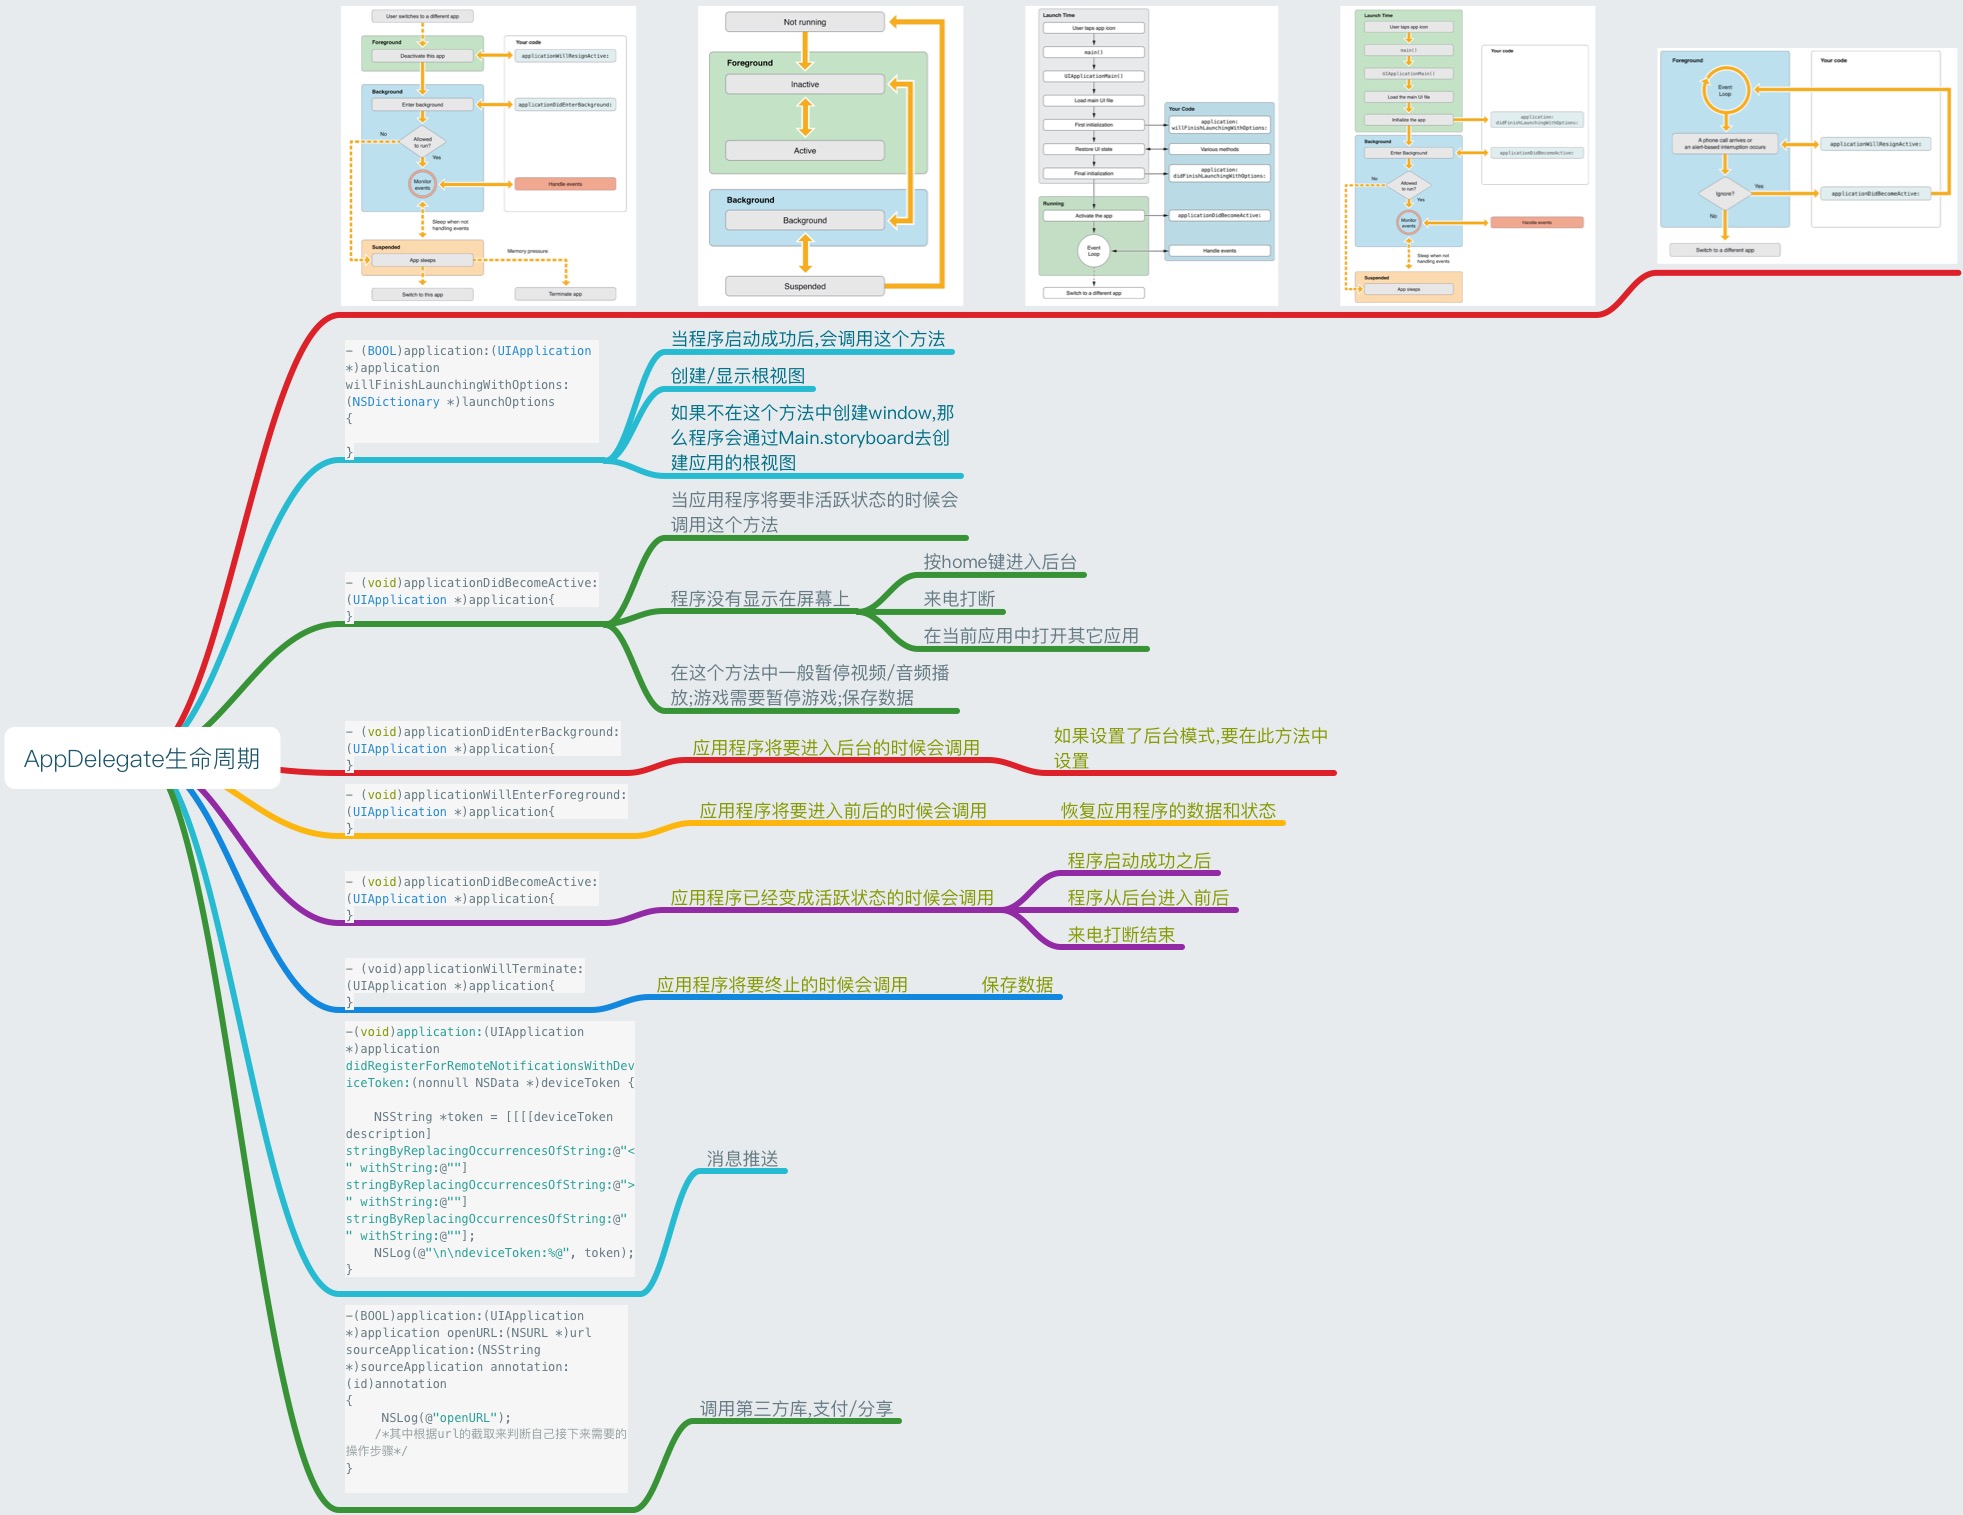 User switches to a different app
Foreground
Your code
Deactivate this app
applicationWillResignActive:
Background
Enter background
applicationDidEnterBackground:
No
Allowed
to run?
Yes
Monitor
events
Handle events
Sleep when not
handling events
Suspended
Memory pressure
App sleeps
Switch to this app
Terminate app
Not running
Foreground
Inactive
Active
Background
Background
Suspended
Launch Time
User taps app icon
main()
UIApplicationMain()
Load main UI file
First initialization
Restore UI state
Final initialization
Your Code
application:
willFinishLaunchingWithOptions:
Various methods
application:
didFinishLaunchingWithOptions:
Running
Activate the app
applicationDidBecomeActive:
Event
Loop
Handle events
Switch to a different app
Launch Time
User taps app icon
main()
UIApplicationMain()
Load the main UI file
Initialize the app
Your code
application:
didFinishLaunchingWithOptions:
Background
Enter Background
applicationDidBecomeActive:
No
Allowed
to run?
Yes
Monitor
events
Handle events
Sleep when not
handling events
Suspended
App sleeps
Foreground
Your code
Event
Loop
A phone call arrives or
an alert-based interruption occurs
applicationWillResignActive:
Ignore?
Yes
applicationDidBecomeActive:
No
Switch to a different app
AppDelegate生命周期
- (BOOL)application:(UIApplication
*)application
willFinishLaunchingWithOptions:
(NSDictionary *)launchOptions
{
}
当程序启动成功后,会调用这个方法
创建/显示根视图
如果不在这个方法中创建window,那
么程序会通过Main.storyboard去创
建应用的根视图
- (void)applicationDidBecomeActive:
(UIApplication *)application{
}
当应用程序将要非活跃状态的时候会
调用这个方法
程序没有显示在屏幕上
按home键进入后台
来电打断
在当前应用中打开其它应用
在这个方法中一般暂停视频/音频播
放;游戏需要暂停游戏;保存数据
- (void)applicationDidEnterBackground:
(UIApplication *)application{
}
应用程序将要进入后台的时候会调用
如果设置了后台模式,要在此方法中
设置
- (void)applicationWillEnterForeground:
(UIApplication *)application{
}
应用程序将要进入前后的时候会调用
恢复应用程序的数据和状态
- (void)applicationDidBecomeActive:
(UIApplication *)application{
}
应用程序已经变成活跃状态的时候会调用
程序启动成功之后
程序从后台进入前后
来电打断结束
- (void)applicationWillTerminate:
(UIApplication *)application{
}
应用程序将要终止的时候会调用
保存数据
-(void)application:(UIApplication
*)application
didRegisterForRemoteNotificationsWithDev
iceToken:(nonnull NSData *)deviceToken {
NSString *token = [[[[deviceToken
description]
stringByReplacingOccurrencesOfString:@"<
" withString:@""]
stringByReplacingOccurrencesOfString:@">
" withString:@""]
stringByReplacingOccurrencesOfString:@"
" withString:@""];
NSLog(@"\n\ndeviceToken:%@", token);
}
消息推送
-(BOOL)application:(UIApplication
*)application openURL:(NSURL *)url
sourceApplication:(NSString
*)sourceApplication annotation:
(id)annotation
{
NSLog(@"openURL");
/*其中根据url的截取来判断自己接下来需要的
操作步骤*/
}
调用第三方库,支付/分享